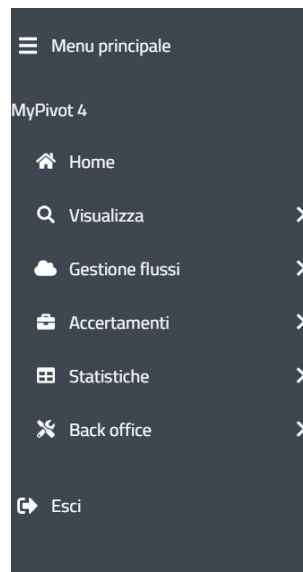 Menu principale
MyPivot 4
Home
Visualizza
Gestione flussi
Accertamenti
Statistiche
Back office
Esci